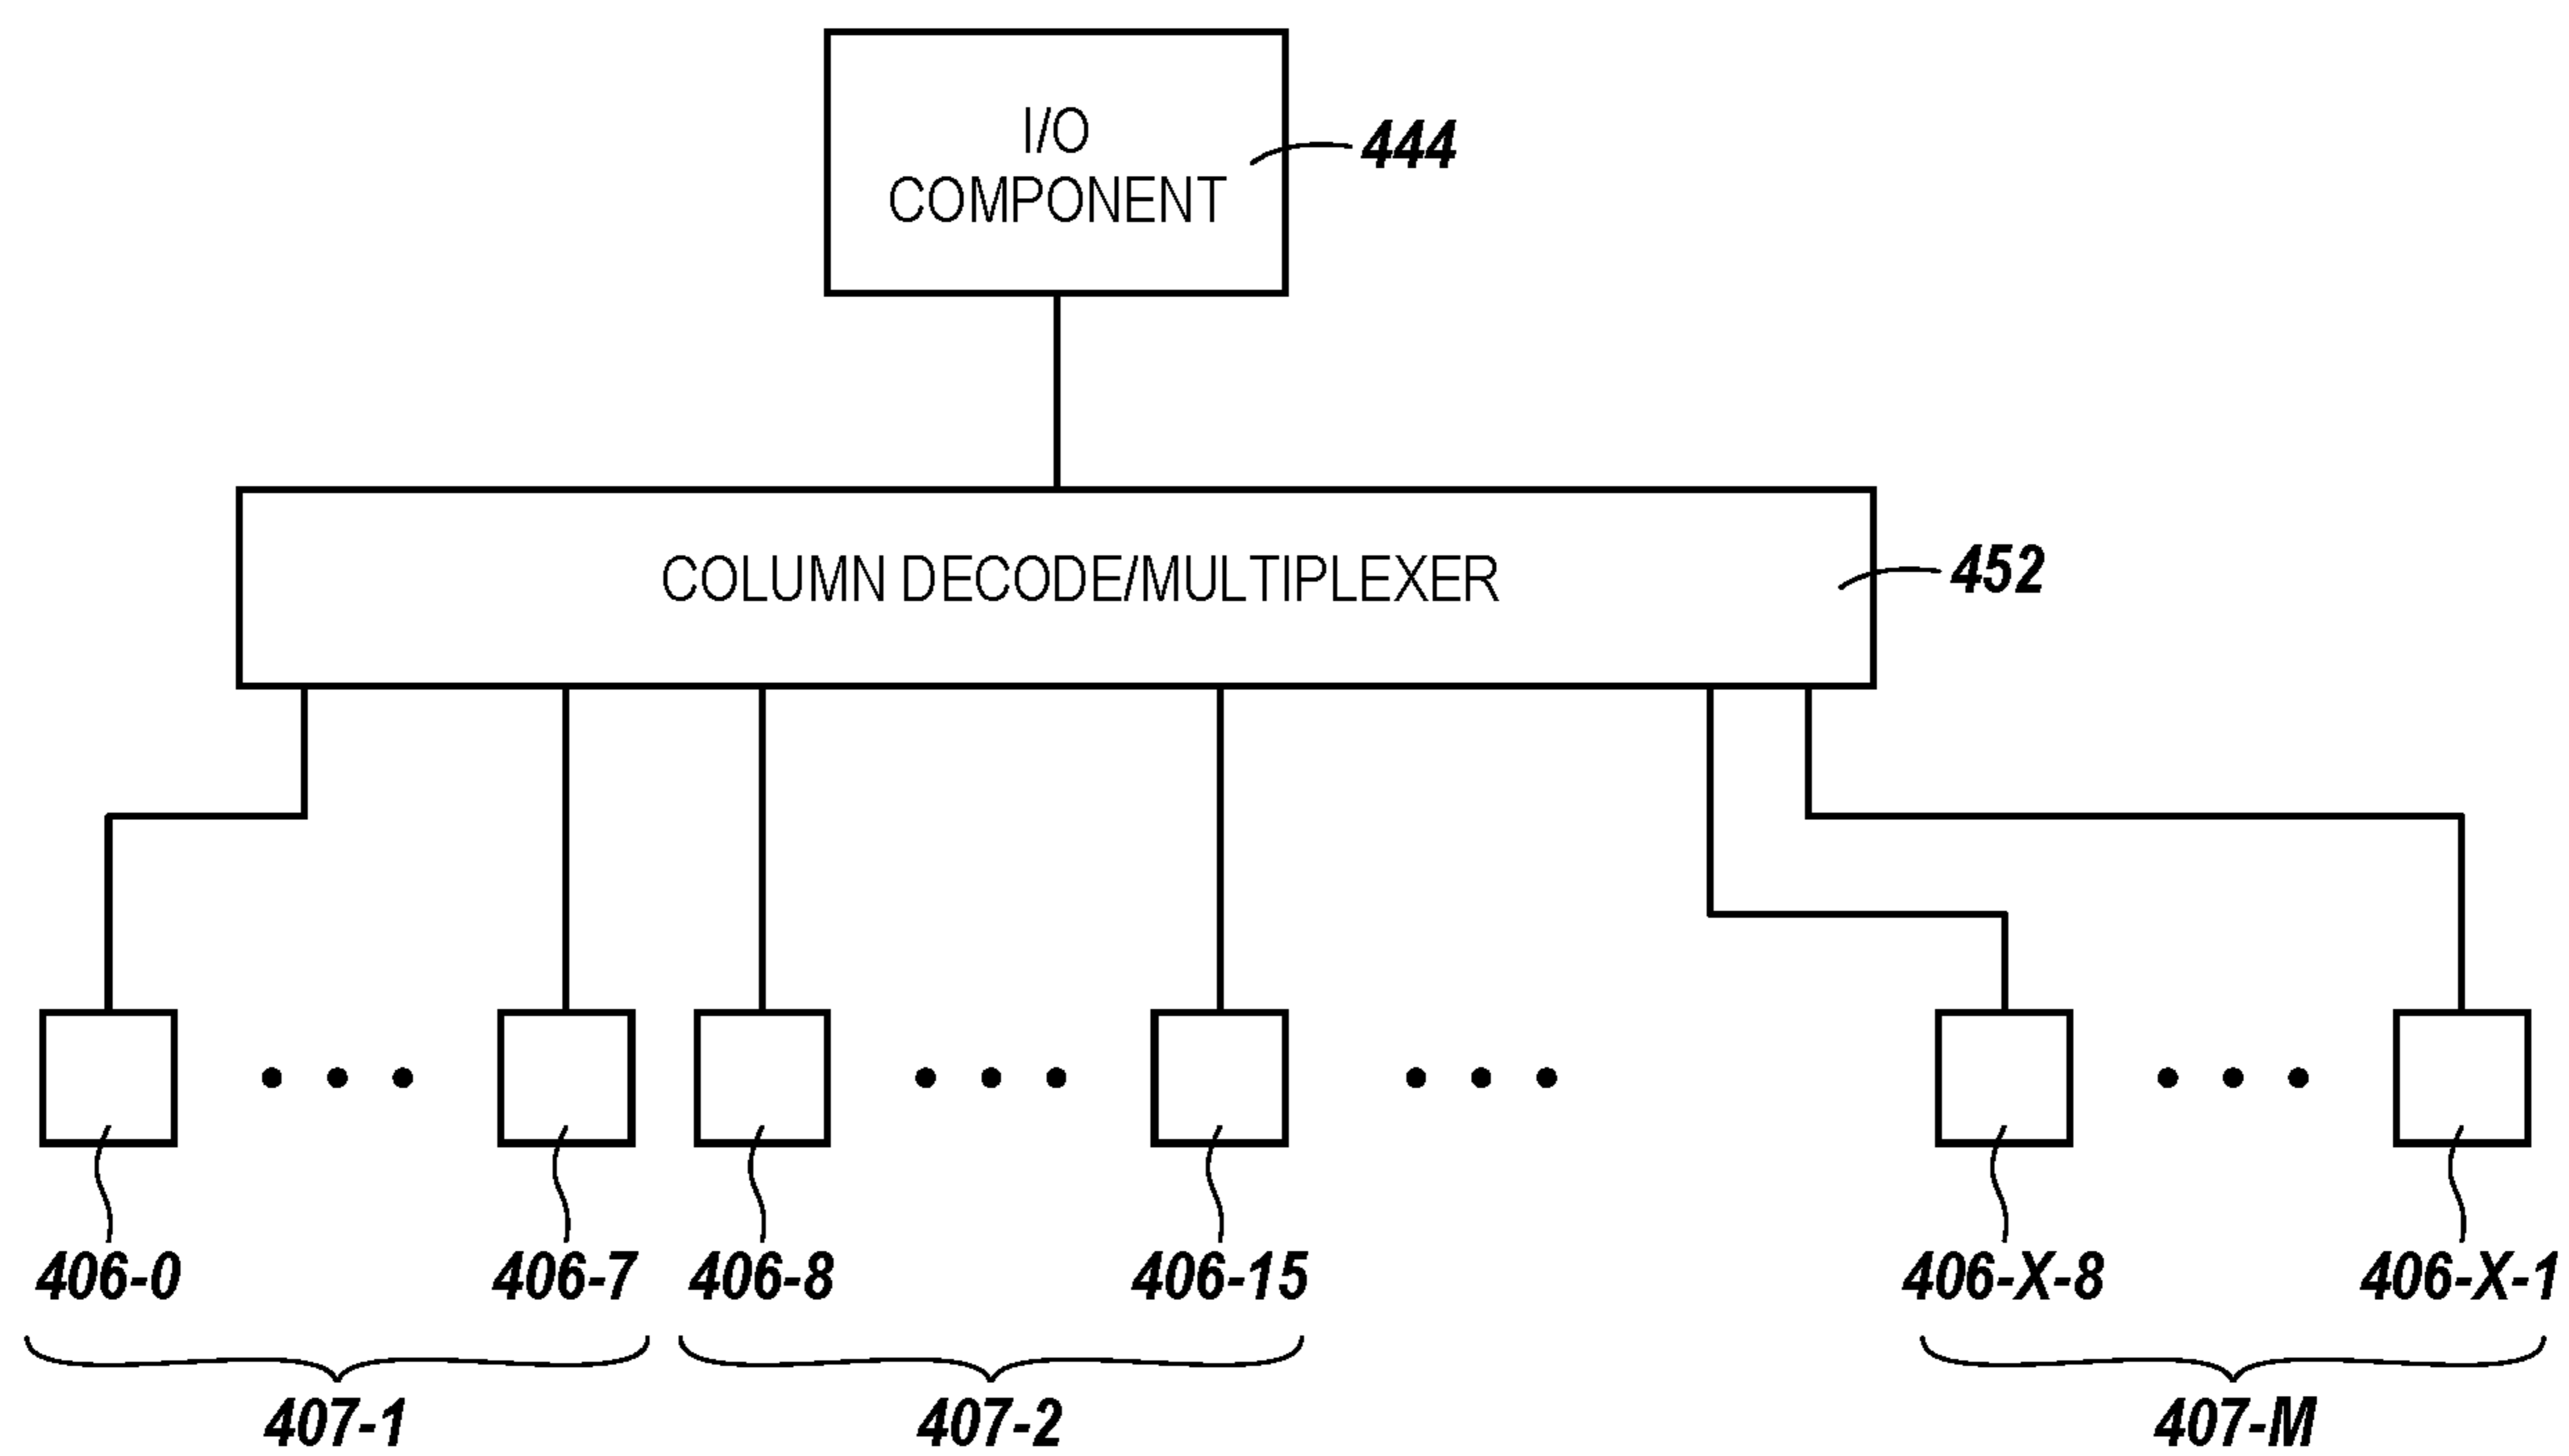 I/O
COMPONENT
444
COLUMN DECODE/MULTIPLEXER
452
406-0
406-7
406-8
406-15
406-X-8
406-X-1
407-1
407-2
407-M